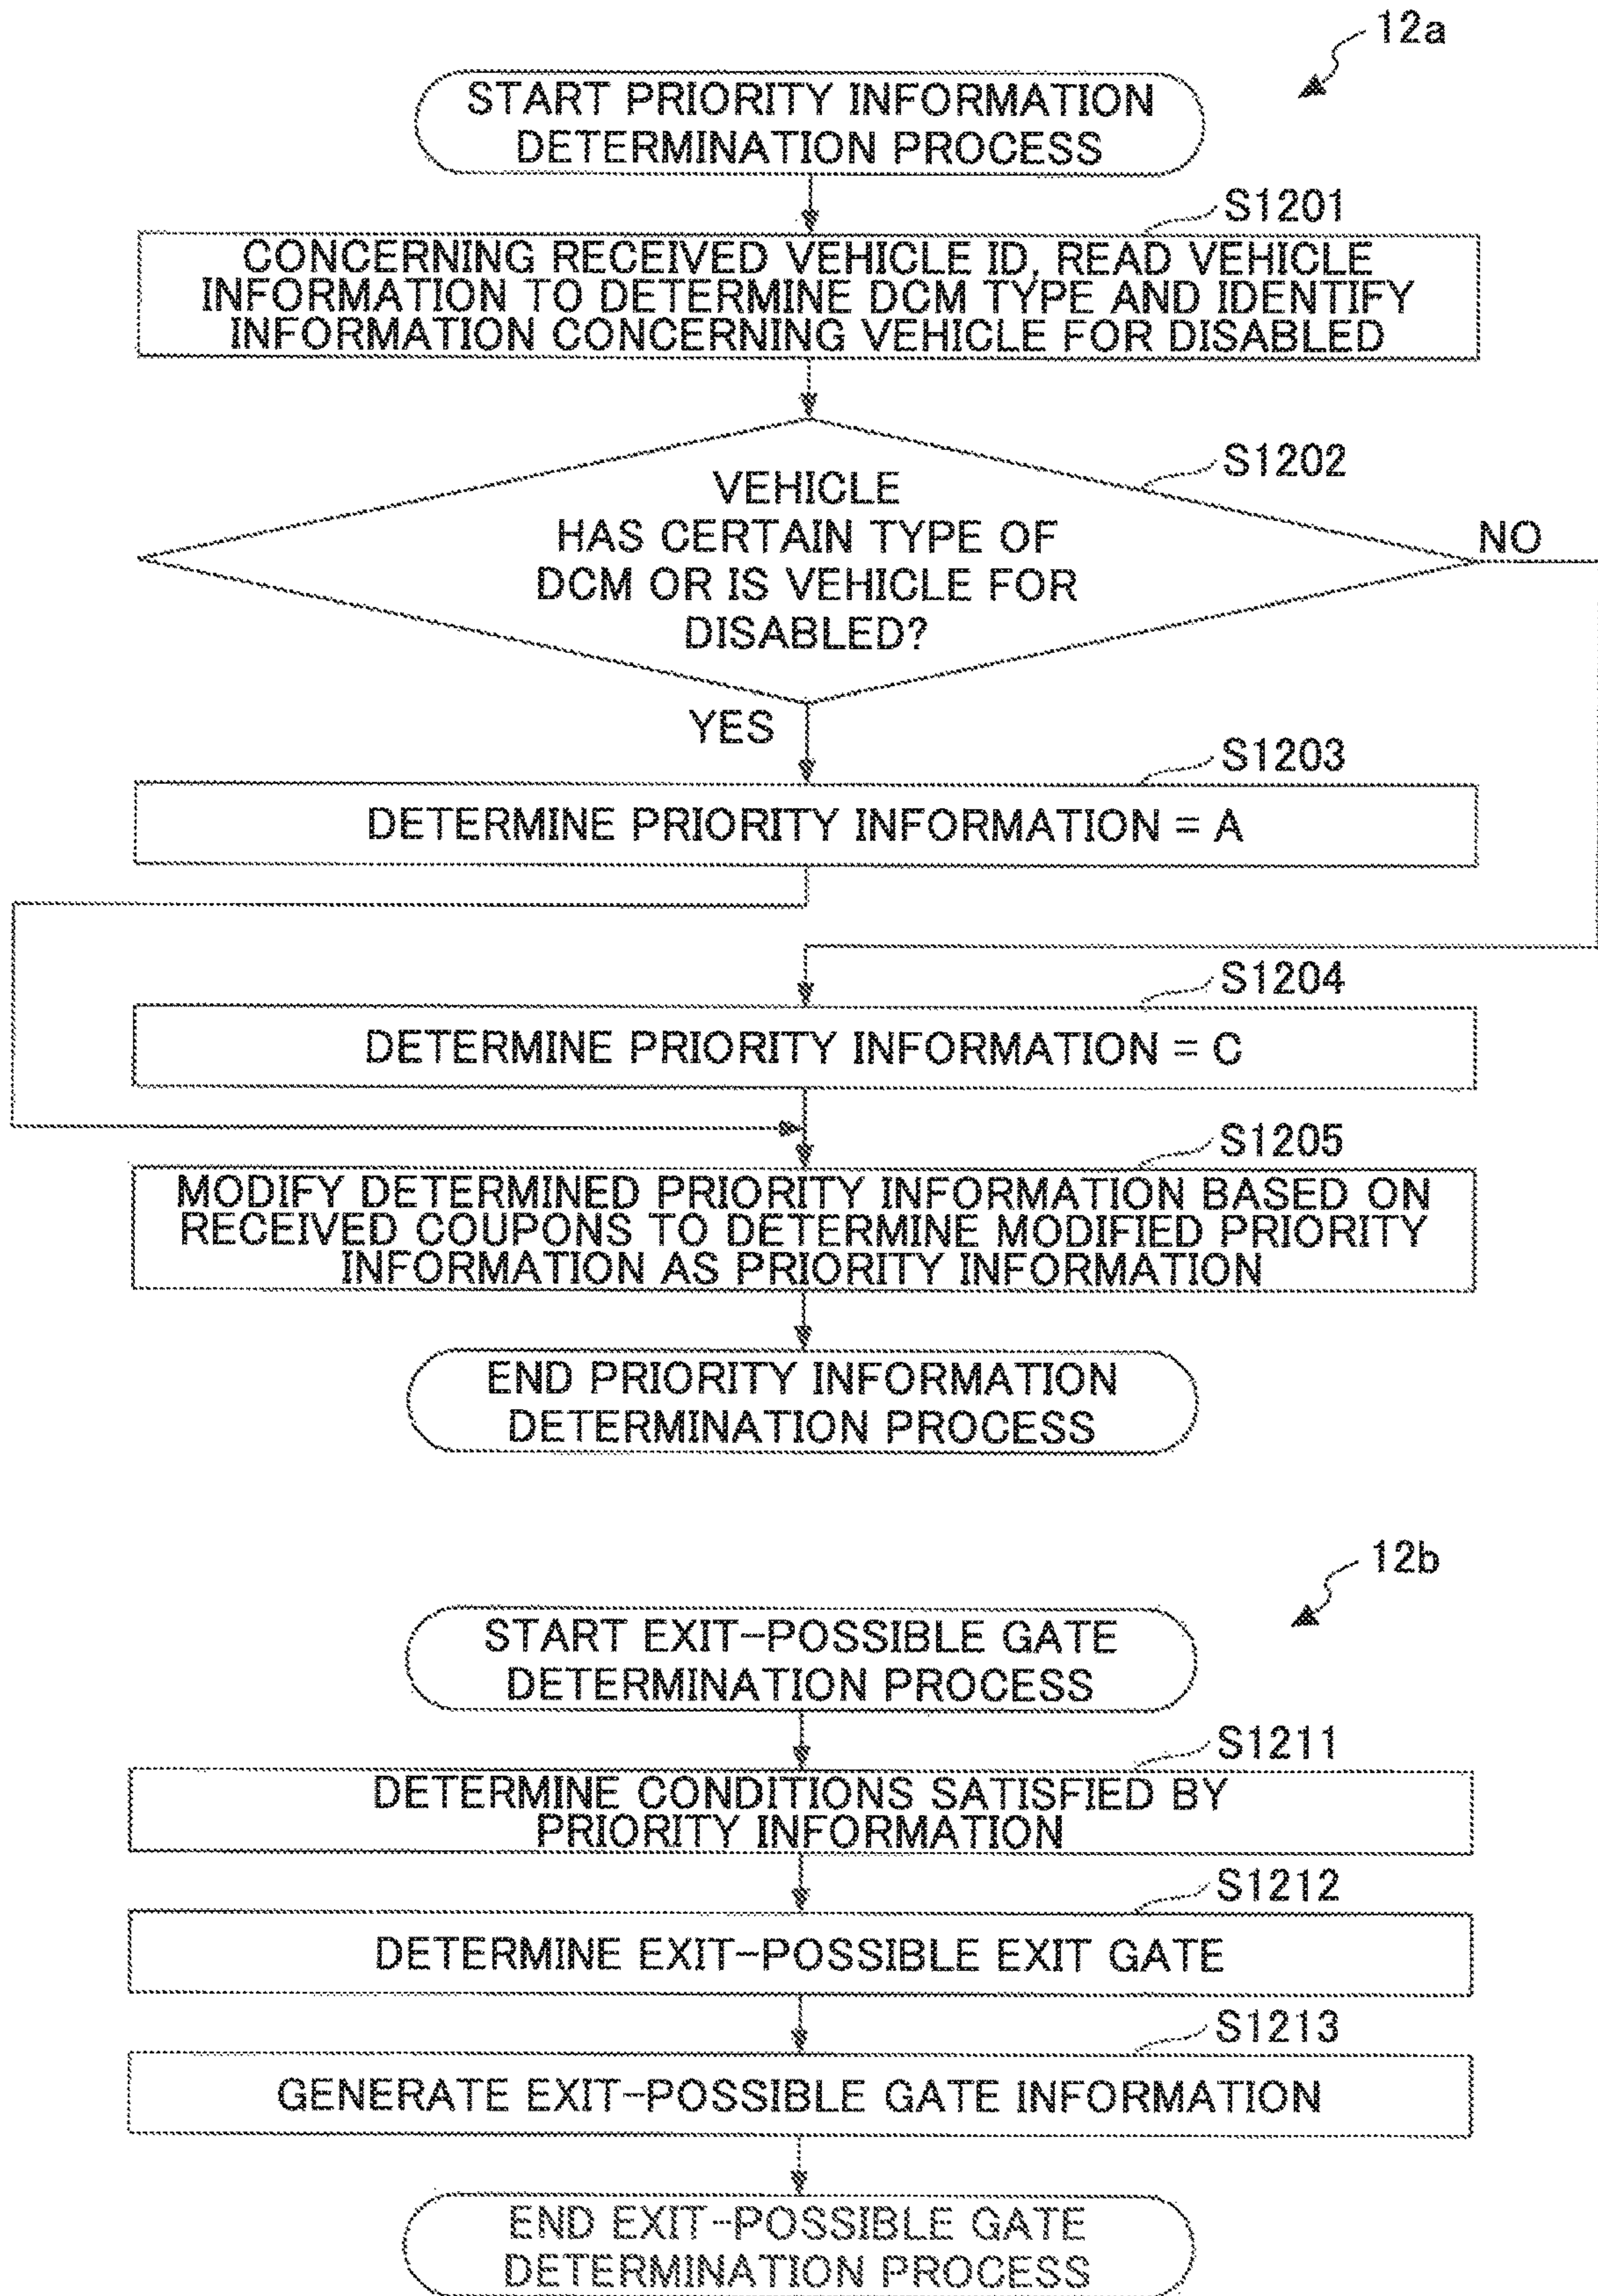 12a
START PRIORITY INFORMATION
DETERMINATION PROCESS
S1201
CONCERNING RECEIVED VEHICLE ID, READ VEHICLE
INFORMATION TO DETERMINE DCM TYPE AND IDENTIFY
INFORMATION CONCERNING VEHICLE FOR DISABLED
S1202
VEHICLE
HAS CERTAIN TYPE OF
DCM OR IS VEHICLE FOR
DISABLED?
NO
YES
S1203
DETERMINE PRIORITY INFORMATION = A
S1204
DETERMINE PRIORITY INFORMATION = C
S1205
MODIFY DETERMINED PRIORITY INFORMATION BASED ON
RECEIVED COUPONS TO DETERMINE MODIFIED PRIORITY
INFORMATION AS PRIORITY INFORMATION
END PRIORITY INFORMATION
DETERMINATION PROCESS
12b
START EXIT-POSSIBLE GATE
DETERMINATION PROCESS
S1211
DETERMINE CONDITIONS SATISFIED BY
PRIORITY INFORMATION
S1212
DETERMINE EXIT-POSSIBLE EXIT GATE
S1213
GENERATE EXIT-POSSIBLE GATE INFORMATION
END EXIT-POSSIBLE GATE
DETERMINATION PROCESS